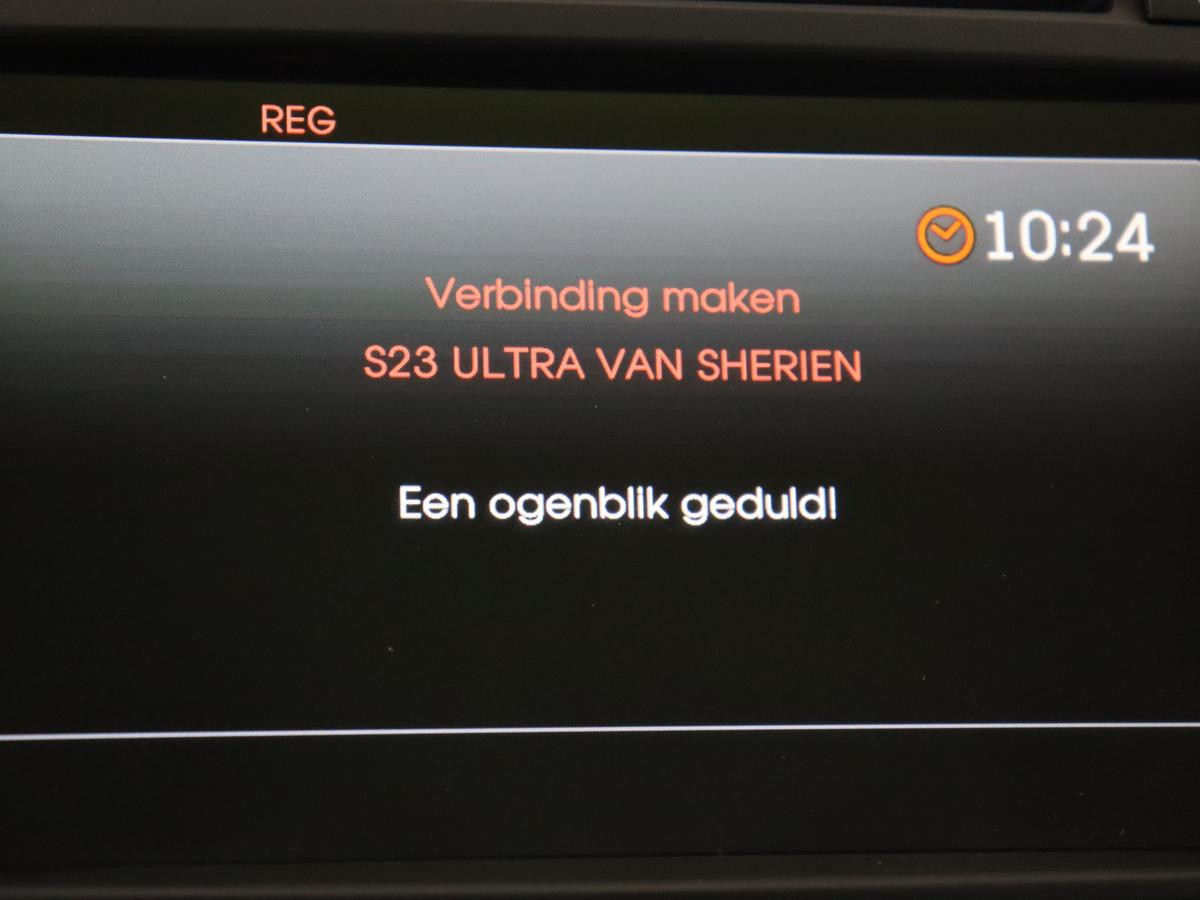 REG
10:24
Verbinding maken
S23 ULTRA VAN SHERIEN
Een ogenblik geduld!